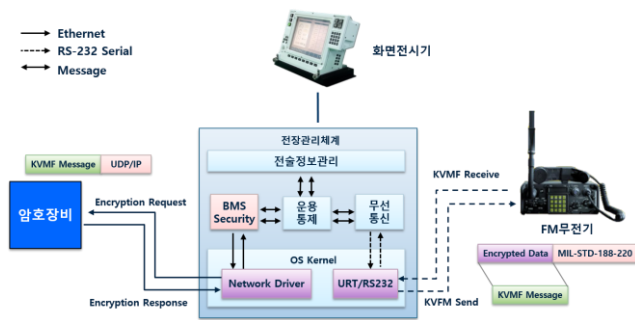 Ethernet
RS-232 Serial
Message
화면전시기
전장관리체계
전술정보관리
KVMF Message
UDP/IP
KVMF Receive
암호장비
Encryption Request
BMS
Security
운용
통제
무선
통신
FM무전기
OS Kernel
Encrypted Data
MIL-STD-188-220
Network Driver
URT/RS232
Encryption Response
KVFM Send
KVMF Message